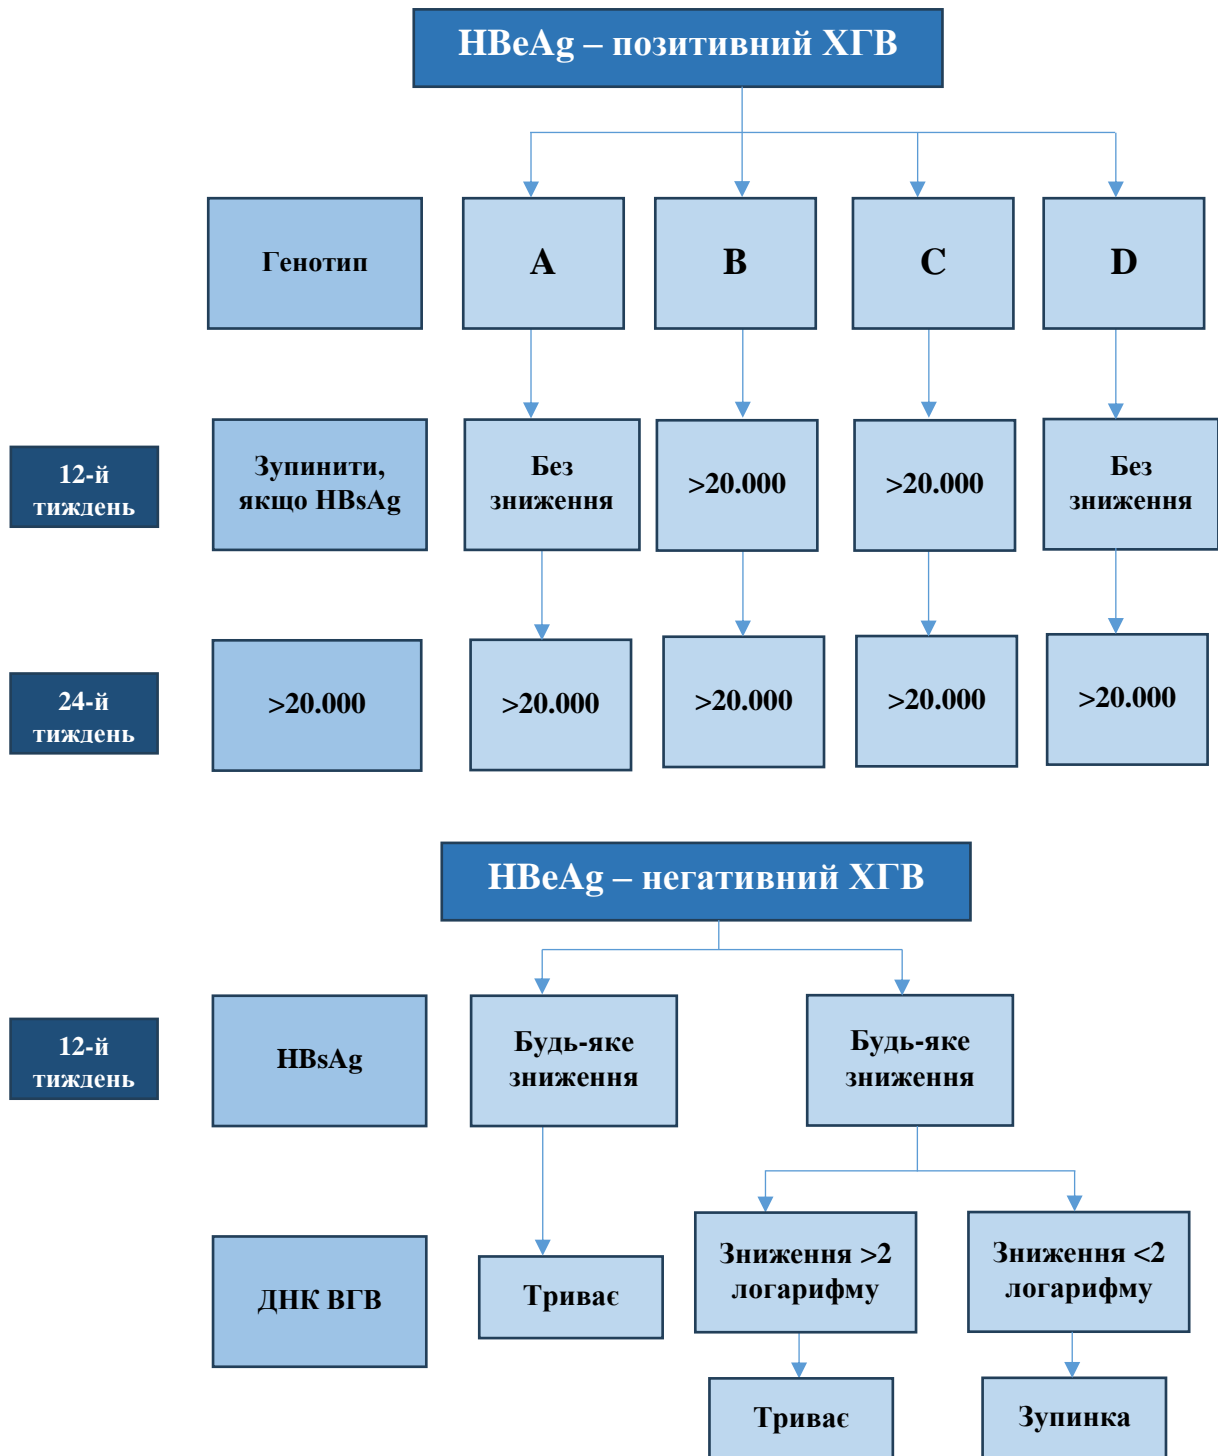 HBeAg – позитивний ХГВ
Генотип
A
B
C
D
12-й
тиждень
Зупинити,
якщо HBsAg
Без
зниження
>20.000
>20.000
Без
зниження
24-й
тиждень
>20.000
>20.000
>20.000
>20.000
>20.000
HBeAg – негативний ХГВ
12-й
тиждень
HBsAg
Будь-яке
зниження
Будь-яке
зниження
ДНК ВГВ
Триває
Зниження >2
логарифму
Зниження <2
логарифму
Триває
Зупинка